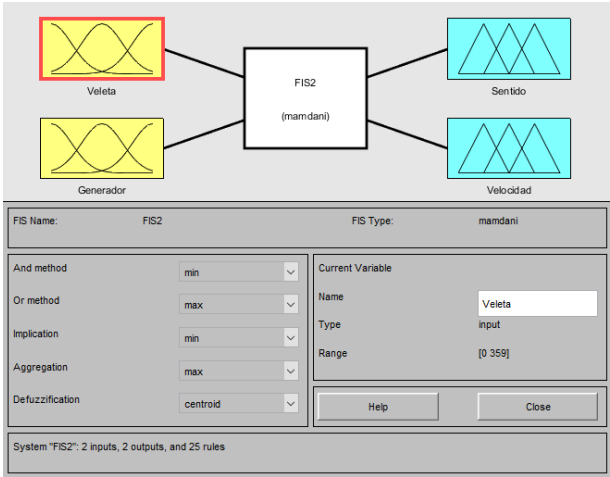 FIS2
(mamdani)
Veleta
Sentido
Generador
Velocidad
FIS Name: FIS2 FIS Type: mamdani
And method min
Or method max
Implication min
Aggregation max
Defuzzification centroid
Current Variable
Name Veleta
Type input
Range [0 359]
Help Close
System "FIS2": 2 inputs, 2 outputs, and 25 rules